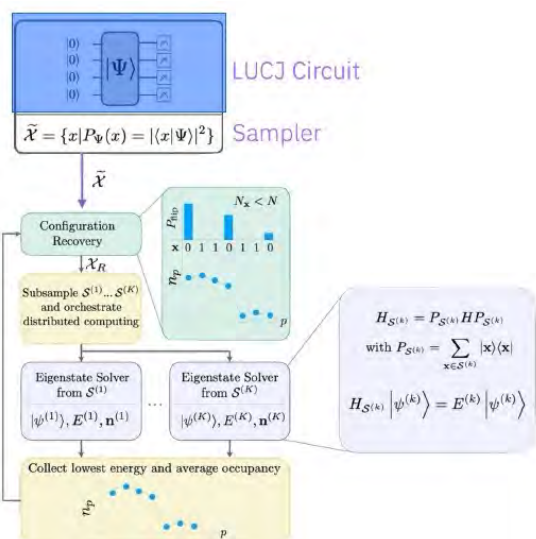 |0⟩
|0⟩
|0⟩
|0⟩
|Ψ⟩
LUCJ Circuit
𝒳̃ = {x|P_Ψ(x) = |⟨x|Ψ⟩|²}
Sampler
𝒳̃
Configuration
Recovery
P_flip
N_x < N
x 0 1 1 0 1 1 0
n_p
p
𝒳_R
Subsample 𝒮^(1)...𝒮^(K)
and orchestrate
distributed computing
Eigenstate Solver
from 𝒮^(1)
|ψ^(1)⟩, E^(1), n^(1)
...
Eigenstate Solver
from 𝒮^(K)
|ψ^(K)⟩, E^(K), n^(K)
H_𝒮^(k) = P_𝒮^(k) H P_𝒮^(k)
with P_𝒮^(k) = ∑_{x∈𝒮^(k)} |x⟩⟨x|
H_𝒮^(k) |ψ^(k)⟩ = E^(k) |ψ^(k)⟩
Collect lowest energy and average occupancy
n_p
p